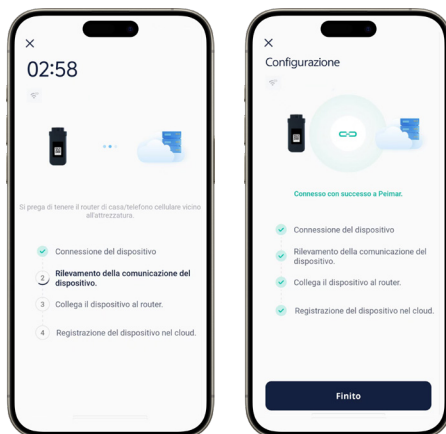 02:58
Si prega di tenere il router di casa/telefono cellulare vicino
all'attrezzatura.
Connessione del dispositivo
2
Rilevamento della comunicazione del
dispositivo.
3
Collega il dispositivo al router.
4
Registrazione del dispositivo nel cloud.
Configurazione
Connesso con successo a Peimar.
Connessione del dispositivo
Rilevamento della comunicazione del
dispositivo.
Collega il dispositivo al router.
Registrazione del dispositivo nel cloud.
Finito